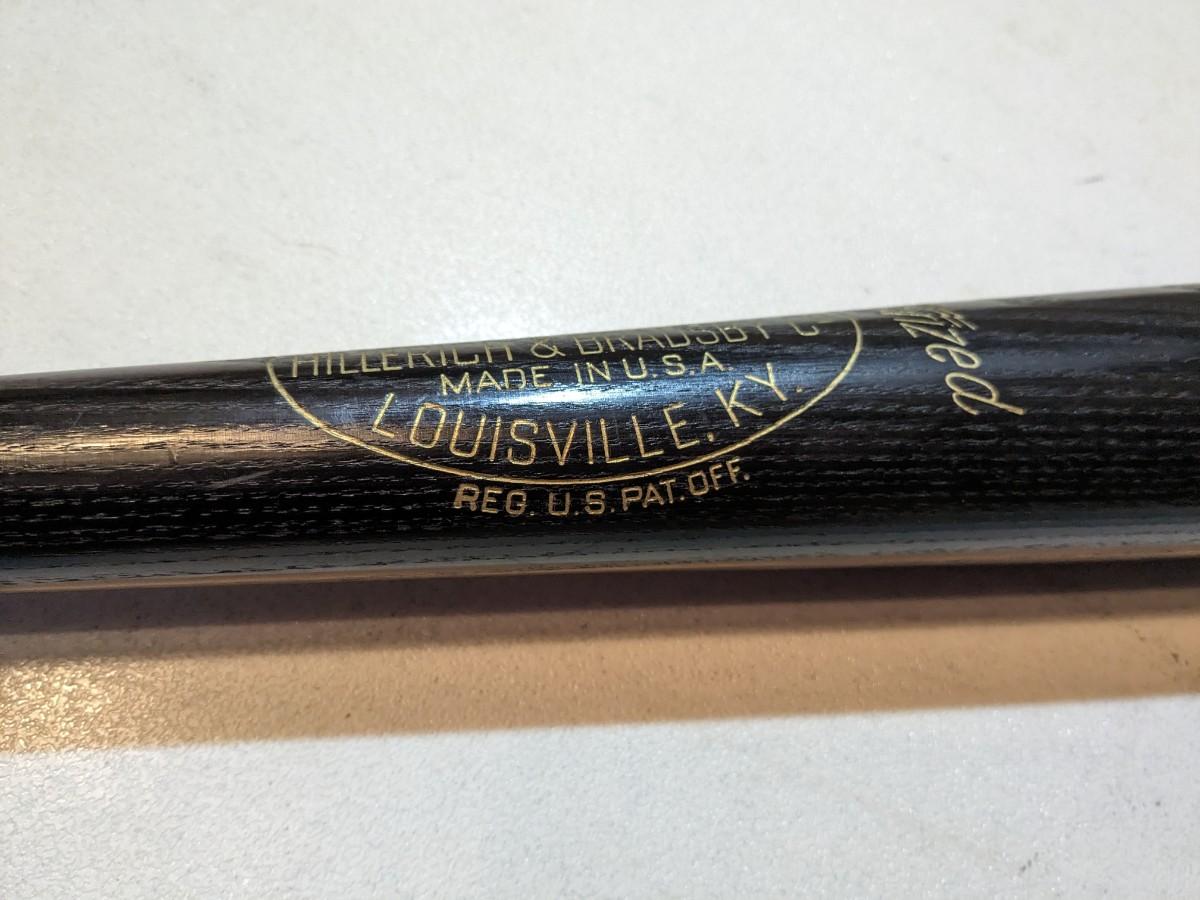 HILLERICH & BRADSBY C
MADE IN U.S.A.
LOUISVILLE, KY.
REG. U.S. PAT. OFF.